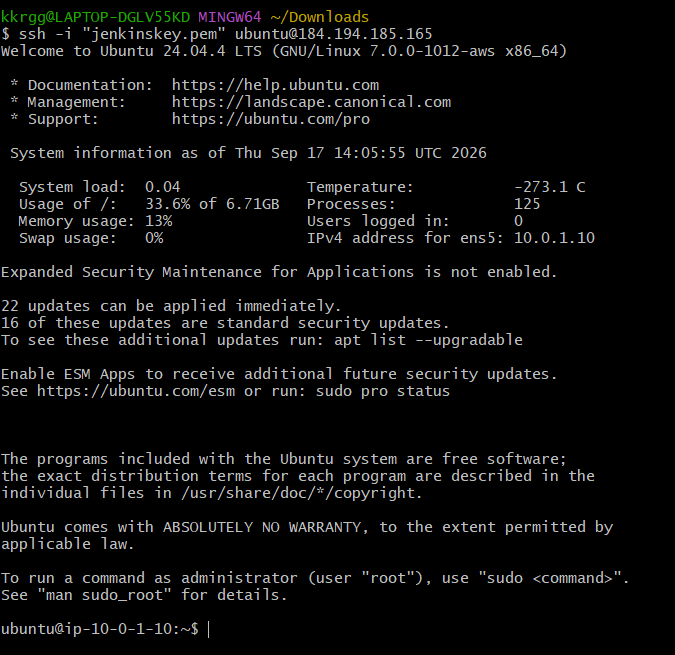 kkrgg@LAPTOP-DGLV55KD MINGW64 ~/Downloads
$ ssh -i "jenkinskey.pem" ubuntu@184.194.185.165
Welcome to Ubuntu 24.04.4 LTS (GNU/Linux 7.0.0-1012-aws x86_64)
* Documentation: https://help.ubuntu.com
* Management: https://landscape.canonical.com
* Support: https://ubuntu.com/pro
System information as of Thu Sep 17 14:05:55 UTC 2026
System load: 0.04 Temperature: -273.1 C
Usage of /: 33.6% of 6.71GB Processes: 125
Memory usage: 13% Users logged in: 0
Swap usage: 0% IPv4 address for ens5: 10.0.1.10
Expanded Security Maintenance for Applications is not enabled.
22 updates can be applied immediately.
16 of these updates are standard security updates.
To see these additional updates run: apt list --upgradable
Enable ESM Apps to receive additional future security updates.
See https://ubuntu.com/esm or run: sudo pro status
The programs included with the Ubuntu system are free software;
the exact distribution terms for each program are described in the
individual files in /usr/share/doc/*/copyright.
Ubuntu comes with ABSOLUTELY NO WARRANTY, to the extent permitted by
applicable law.
To run a command as administrator (user "root"), use "sudo <command>".
See "man sudo_root" for details.
ubuntu@ip-10-0-1-10:~$